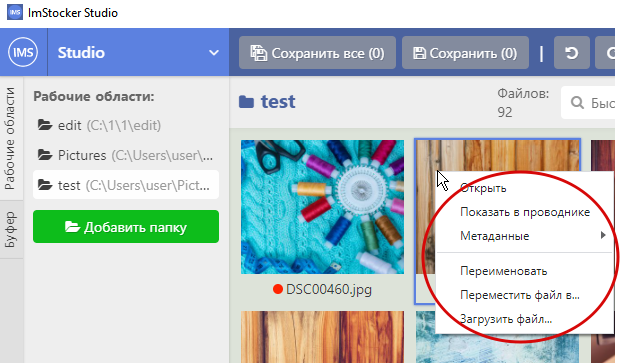 IMS ImStocker Studio
IMS Studio
Сохранить все (0) Сохранить (0)
Рабочие области
Буфер
Рабочие области:
edit (C:\1\1\edit)
Pictures (C:\Users\user\...
test (C:\Users\user\Pict...
Добавить папку
test
Файлов:
92
Быс
DSC00460.jpg
Открыть
Показать в проводнике
Метаданные
Переименовать
Переместить файл в...
Загрузить файл...